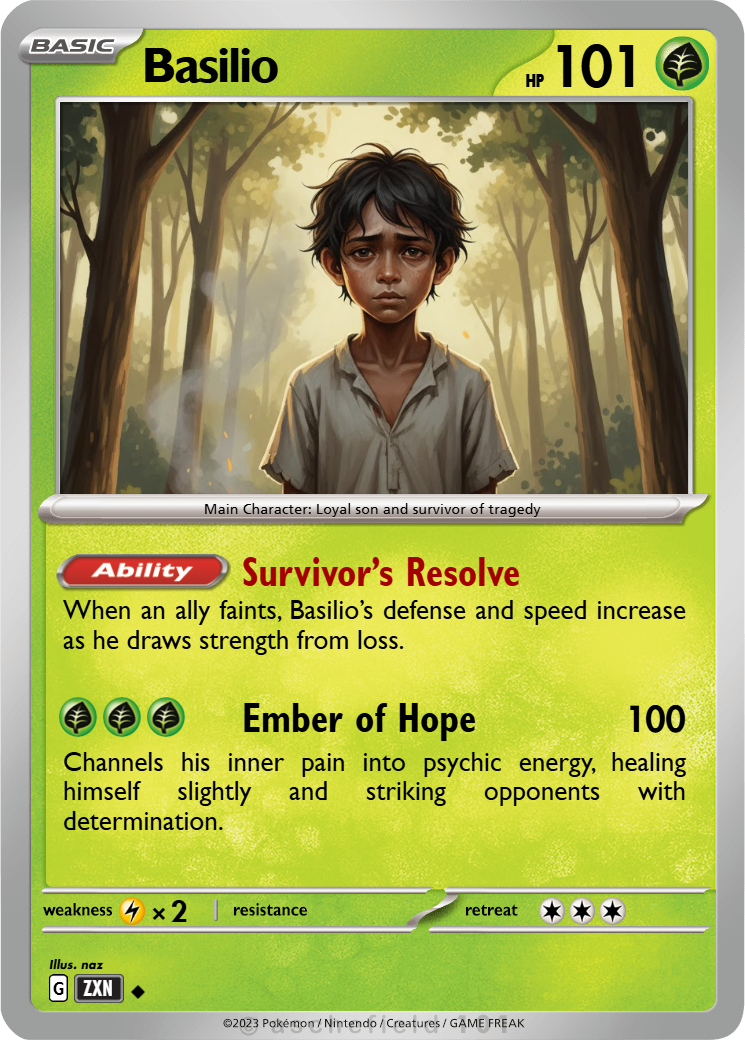 BASIC
Basilio
HP 101
Main Character: Loyal son and survivor of tragedy
Ability Survivor's Resolve
When an ally faints, Basilio's defense and speed increase
as he draws strength from loss.
Ember of Hope 100
Channels his inner pain into psychic energy, healing
himself slightly and striking opponents with
determination.
weakness × 2 resistance retreat
Illus. naz
G ZXN
©2023 Pokémon / Nintendo / Creatures / GAME FREAK